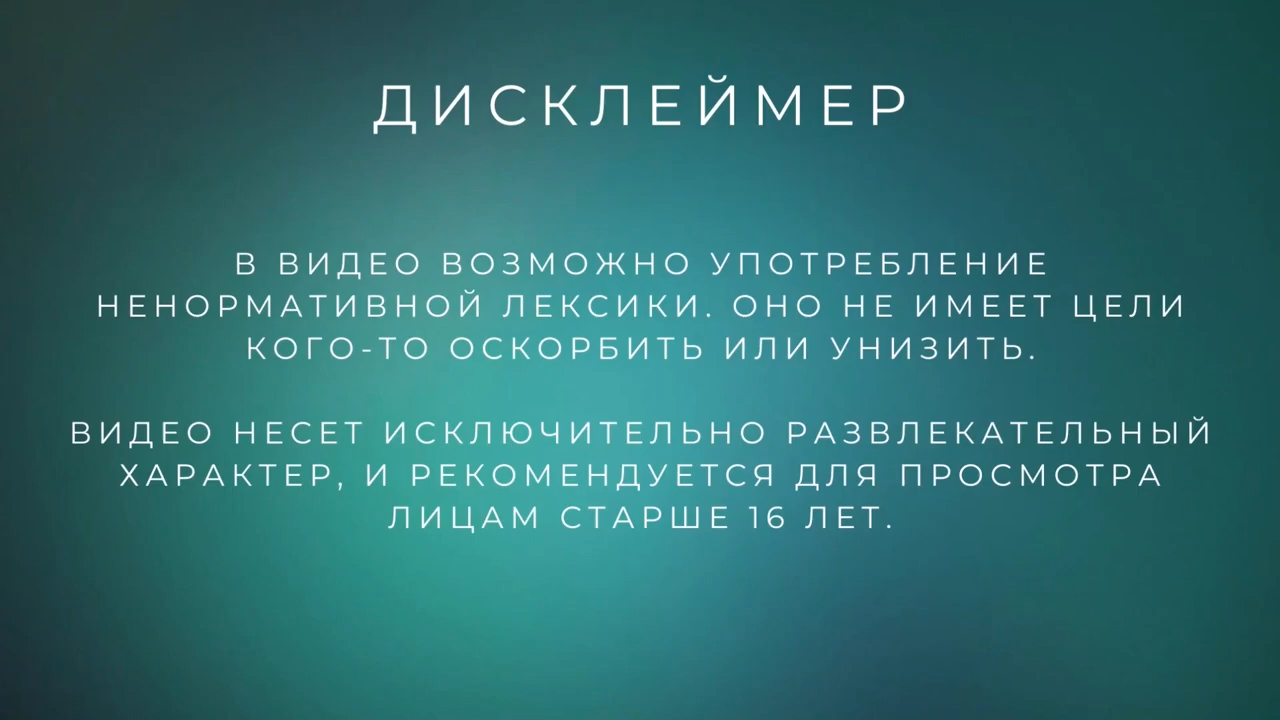 ДИСКЛЕЙМЕР
В ВИДЕО ВОЗМОЖНО УПОТРЕБЛЕНИЕ
НЕНОРМАТИВНОЙ ЛЕКСИКИ. ОНО НЕ ИМЕЕТ ЦЕЛИ
КОГО-ТО ОСКОРБИТЬ ИЛИ УНИЗИТЬ.
ВИДЕО НЕСЕТ ИСКЛЮЧИТЕЛЬНО РАЗВЛЕКАТЕЛЬНЫЙ
ХАРАКТЕР, И РЕКОМЕНДУЕТСЯ ДЛЯ ПРОСМОТРА
ЛИЦАМ СТАРШЕ 16 ЛЕТ.